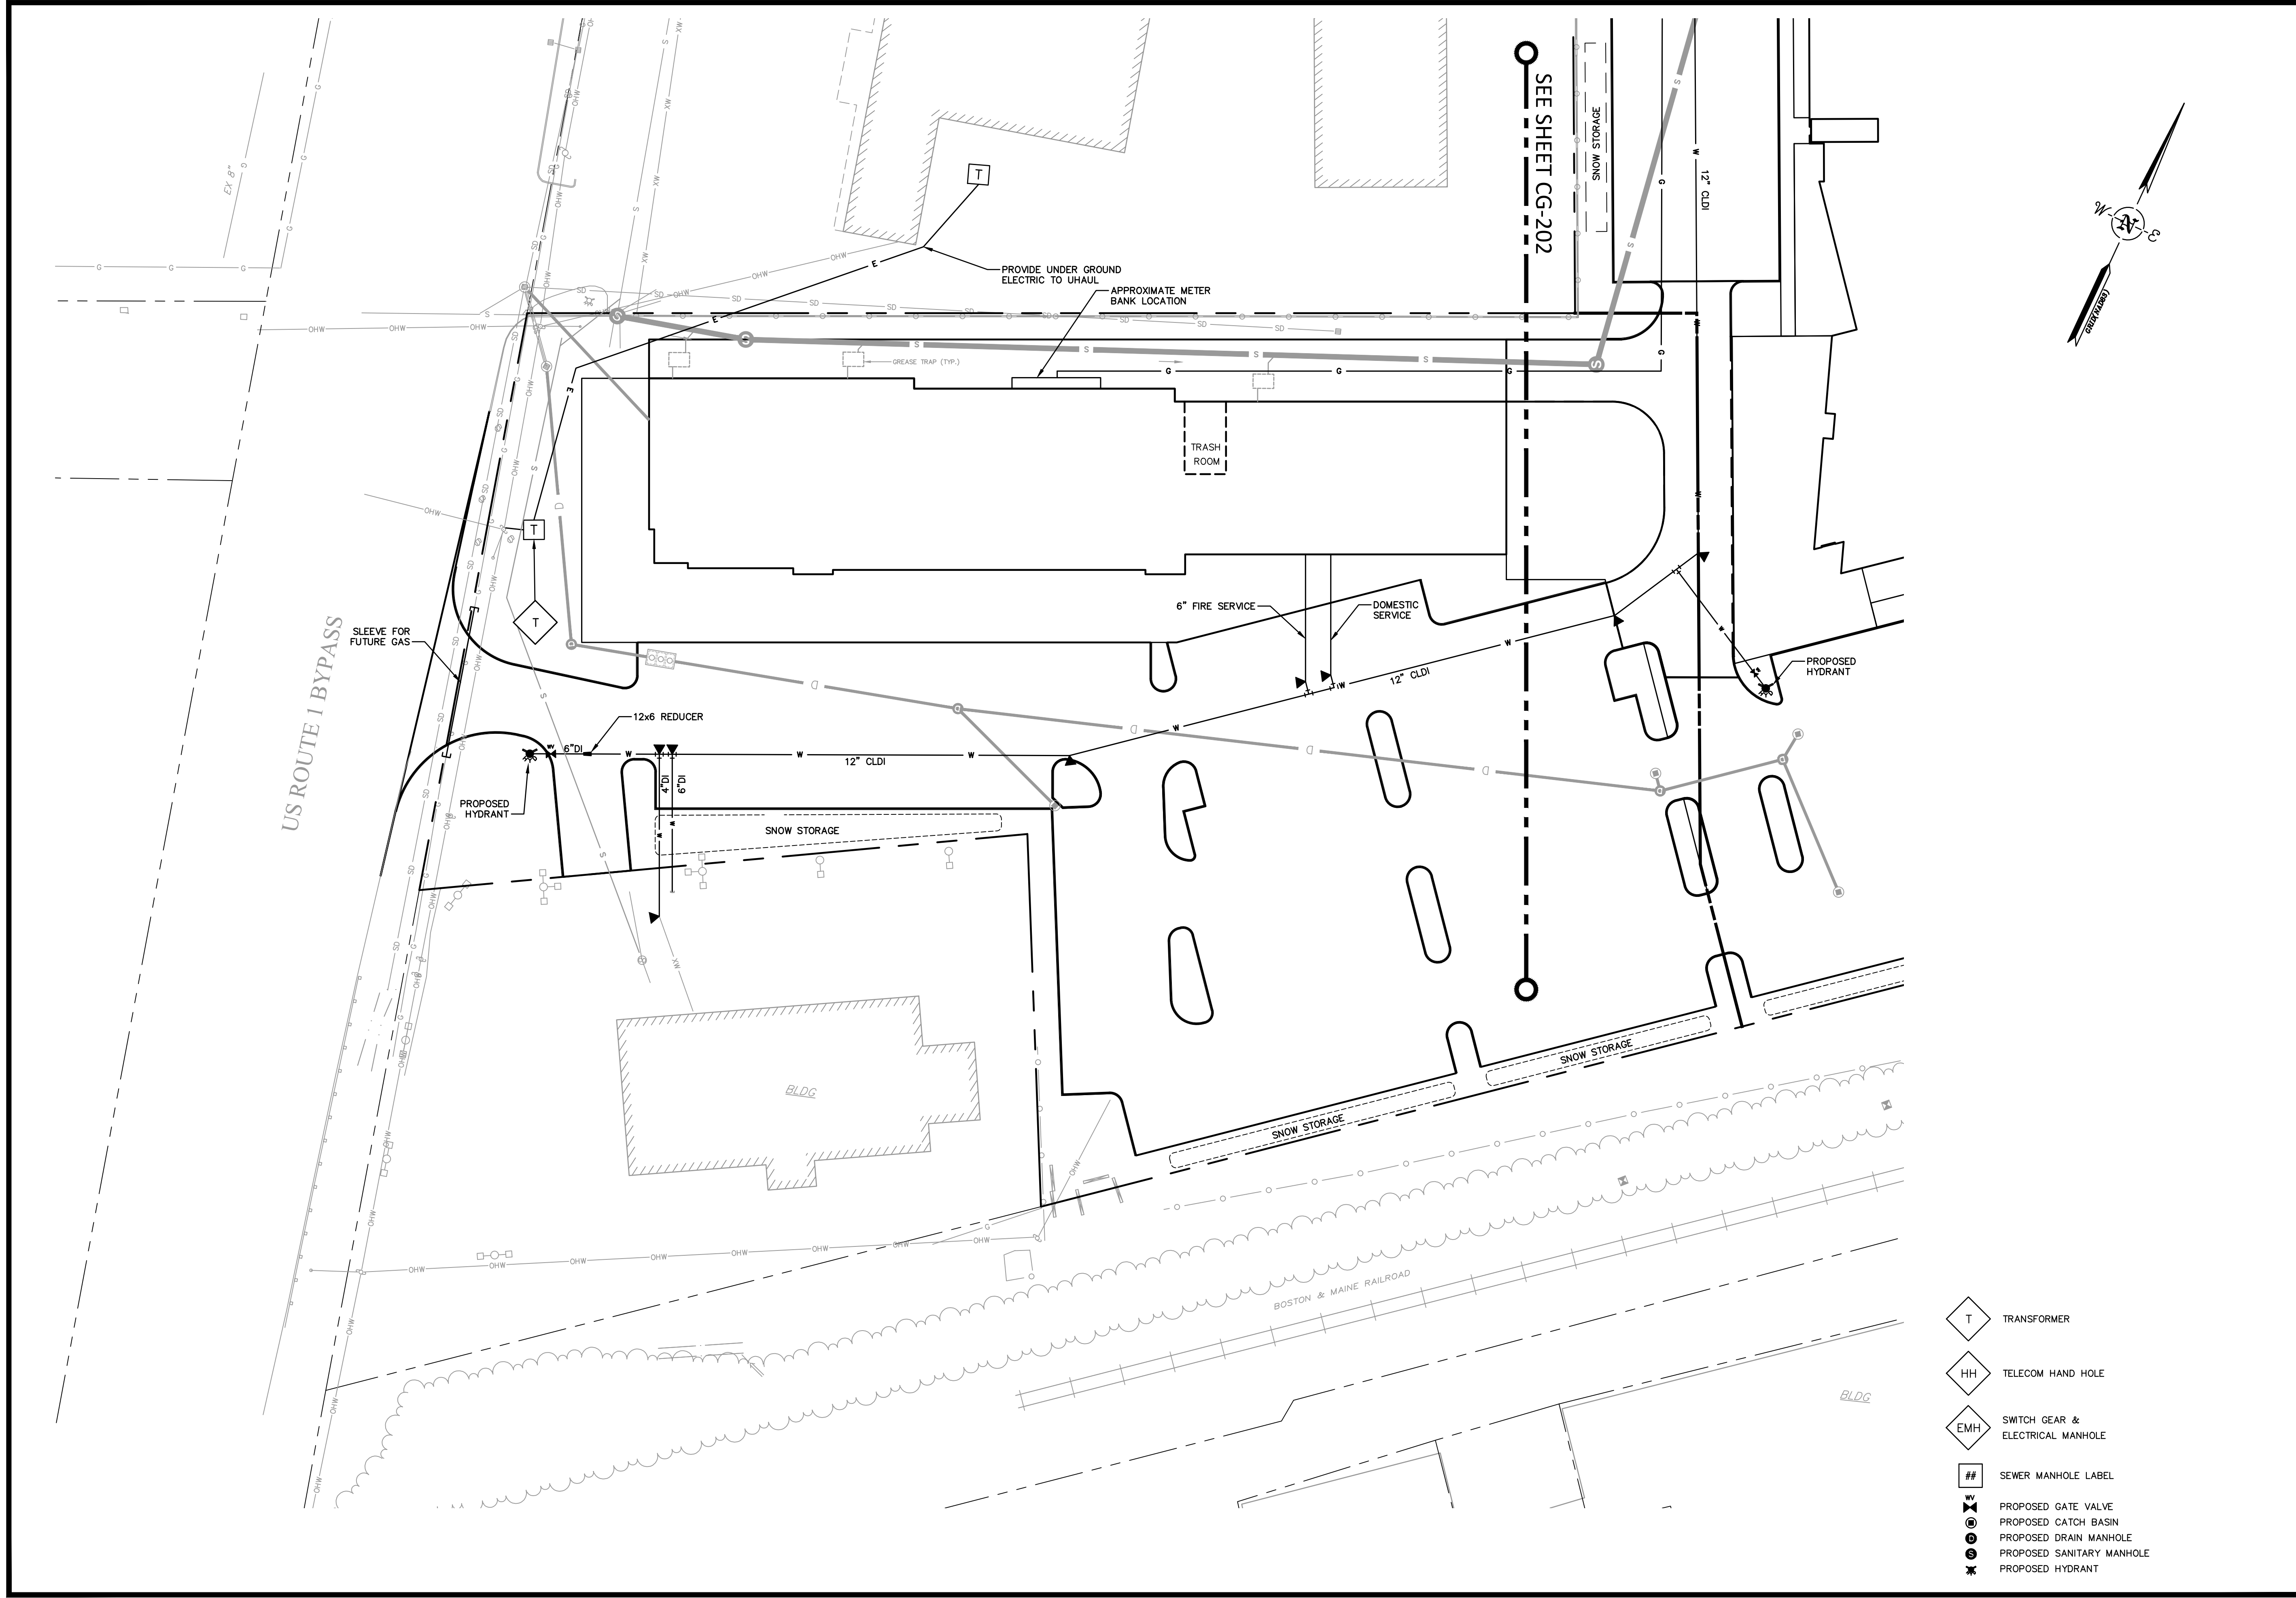 EX 8"
SEE SHEET CG-202
SNOW STORAGE
12" CLDI
W
N
E
GRID(NAD83)
T
PROVIDE UNDER GROUND
ELECTRIC TO UHAUL
APPROXIMATE METER
BANK LOCATION
GREASE TRAP (TYP.)
TRASH
ROOM
T
T
6" FIRE SERVICE
DOMESTIC
SERVICE
SLEEVE FOR
FUTURE GAS
US ROUTE 1 BYPASS
12" CLDI
PROPOSED
HYDRANT
12x6 REDUCER
WV
6"DI
12" CLDI
4"DI
6"DI
PROPOSED
HYDRANT
SNOW STORAGE
SNOW STORAGE
SNOW STORAGE
BLDG
BOSTON & MAINE RAILROAD
BLDG
T
TRANSFORMER
HH
TELECOM HAND HOLE
EMH
SWITCH GEAR &
ELECTRICAL MANHOLE
##
SEWER MANHOLE LABEL
WV
PROPOSED GATE VALVE
PROPOSED CATCH BASIN
D
PROPOSED DRAIN MANHOLE
S
PROPOSED SANITARY MANHOLE
PROPOSED HYDRANT